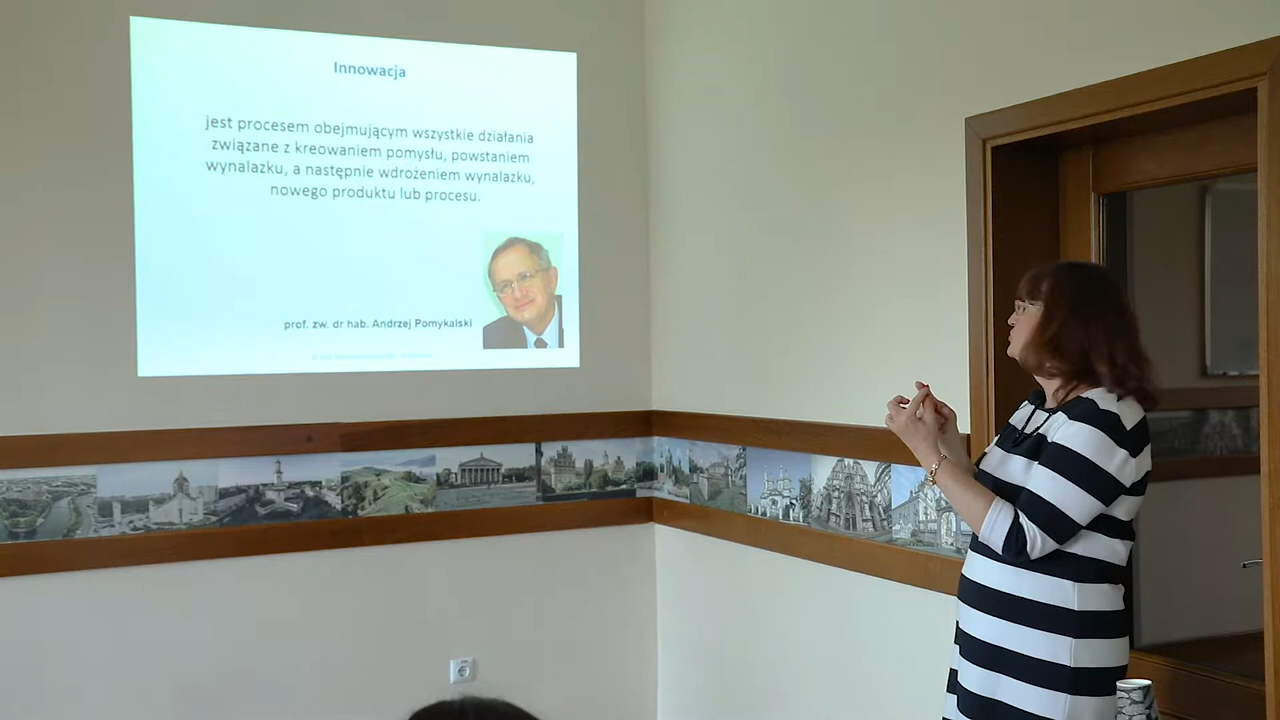 Innowacja
jest procesem obejmującym wszystkie działania
związane z kreowaniem pomysłu, powstaniem
wynalazku, a następnie wdrożeniem wynalazku,
nowego produktu lub procesu.
prof. zw. dr hab. Andrzej Pomykalski